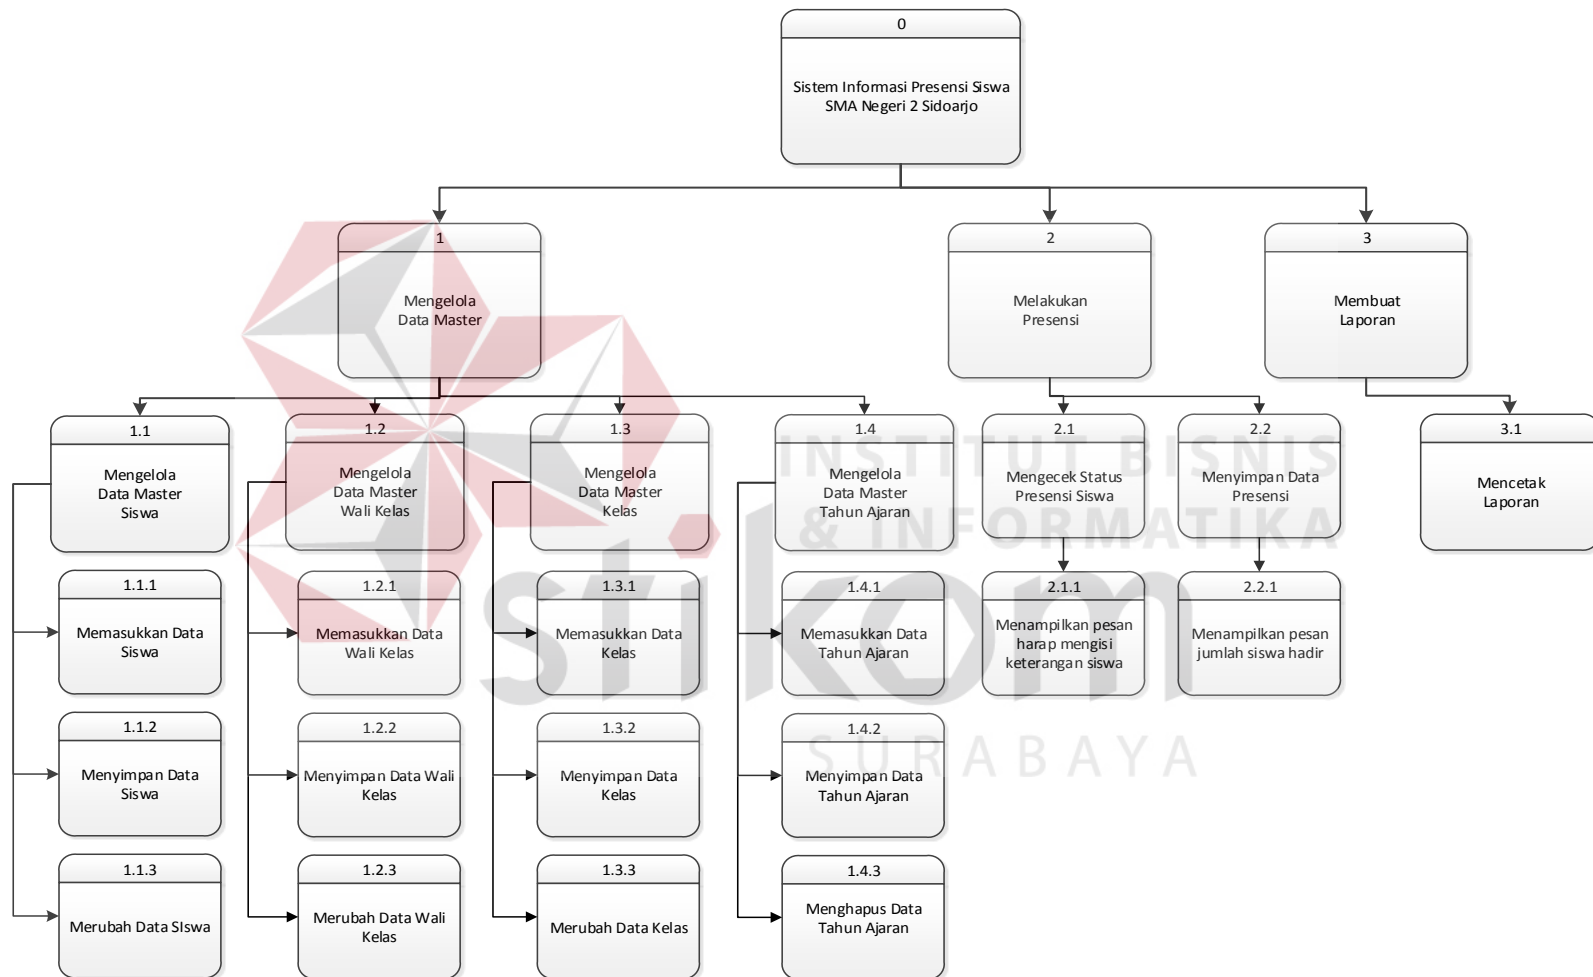 0
Sistem Informasi Presensi Siswa
SMA Negeri 2 Sidoarjo
1
Mengelola
Data Master
2
Melakukan
Presensi
3
Membuat
Laporan
1.1
Mengelola
Data Master
Siswa
1.2
Mengelola
Data Master
Wali Kelas
1.3
Mengelola
Data Master
Kelas
1.4
Mengelola
Data Master
Tahun Ajaran
2.1
Mengecek Status
Presensi Siswa
2.2
Menyimpan Data
Presensi
3.1
Mencetak
Laporan
1.1.1
Memasukkan Data
Siswa
1.2.1
Memasukkan Data
Wali Kelas
1.3.1
Memasukkan Data
Kelas
1.4.1
Memasukkan Data
Tahun Ajaran
2.1.1
Menampilkan pesan
harap mengisi
keterangan siswa
2.2.1
Menampilkan pesan
jumlah siswa hadir
1.1.2
Menyimpan Data
Siswa
1.2.2
Menyimpan Data Wali
Kelas
1.3.2
Menyimpan Data
Kelas
1.4.2
Menyimpan Data
Tahun Ajaran
1.1.3
Merubah Data SIswa
1.2.3
Merubah Data Wali
Kelas
1.3.3
Merubah Data Kelas
1.4.3
Menghapus Data
Tahun Ajaran
INSTITUT BISNIS
& INFORMATIKA
stikom
SURABAYA